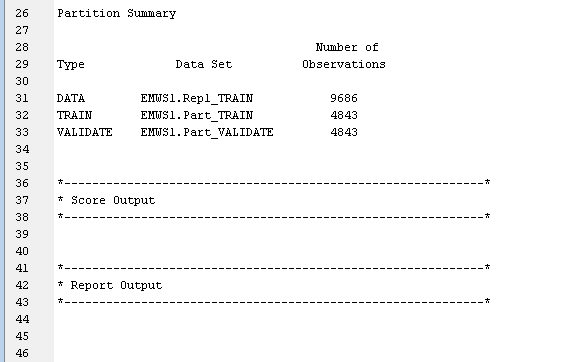 26 Partition Summary
27
28 Number of
29 Type Data Set Observations
30
31 DATA EMWS1.Repl_TRAIN 9686
32 TRAIN EMWS1.Part_TRAIN 4843
33 VALIDATE EMWS1.Part_VALIDATE 4843
34
35
36 *------------------------------------------------------------*
37 * Score Output
38 *------------------------------------------------------------*
39
40
41 *------------------------------------------------------------*
42 * Report Output
43 *------------------------------------------------------------*
44
45
46